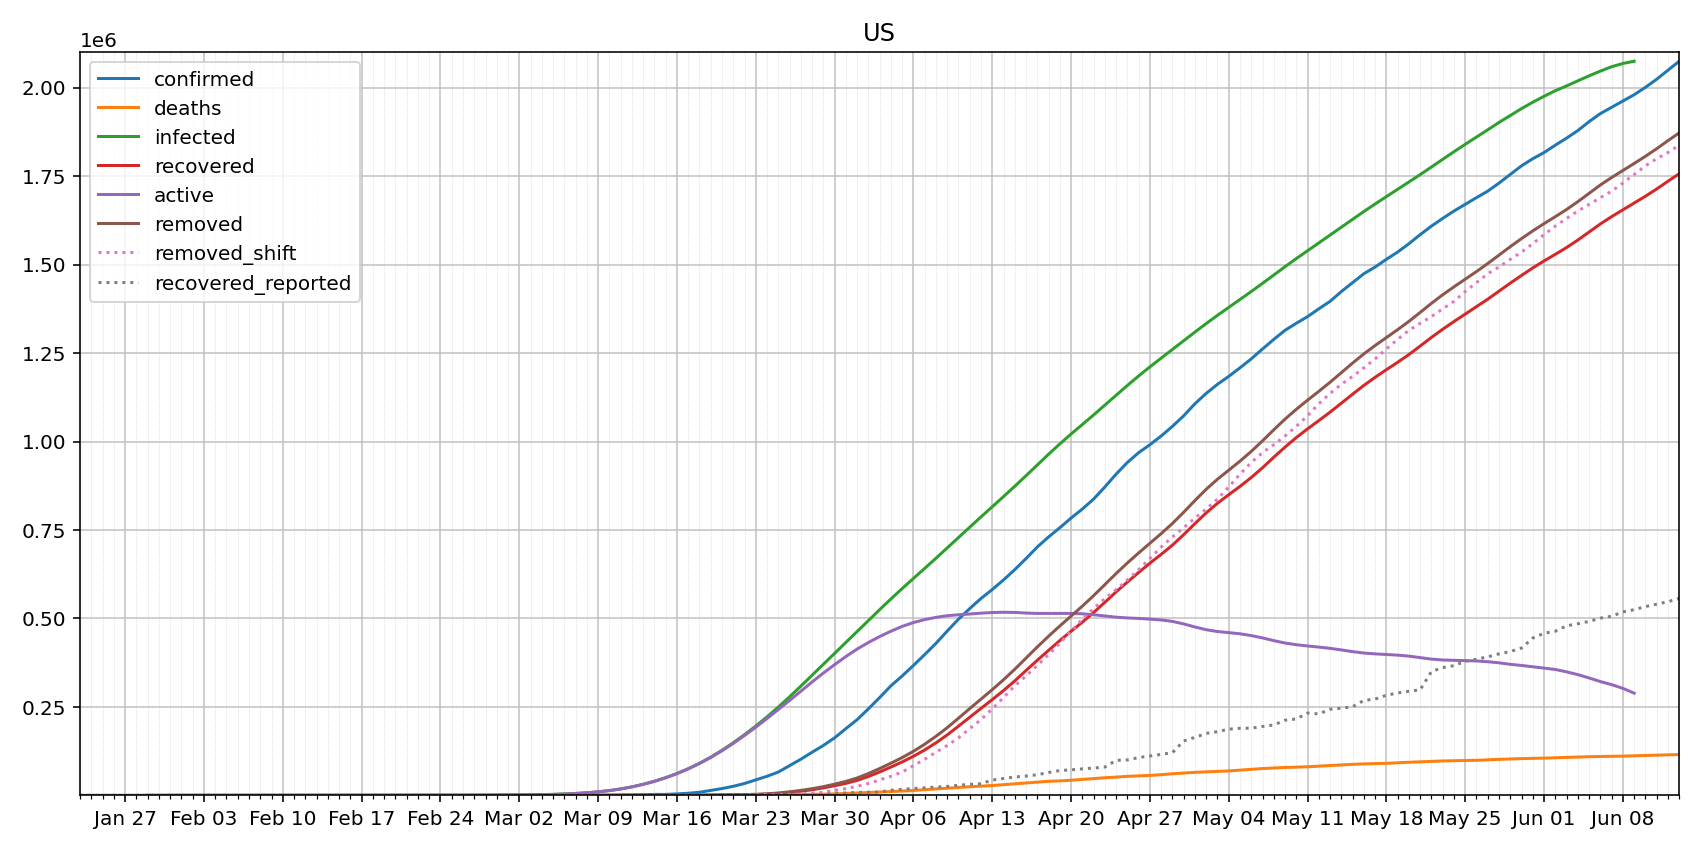 US
1e6
confirmed
deaths
infected
recovered
active
removed
removed_shift
recovered_reported
2.00
1.75
1.50
1.25
1.00
0.75
0.50
0.25
Jan 27 Feb 03 Feb 10 Feb 17 Feb 24 Mar 02 Mar 09 Mar 16 Mar 23 Mar 30 Apr 06 Apr 13 Apr 20 Apr 27 May 04 May 11 May 18 May 25 Jun 01 Jun 08